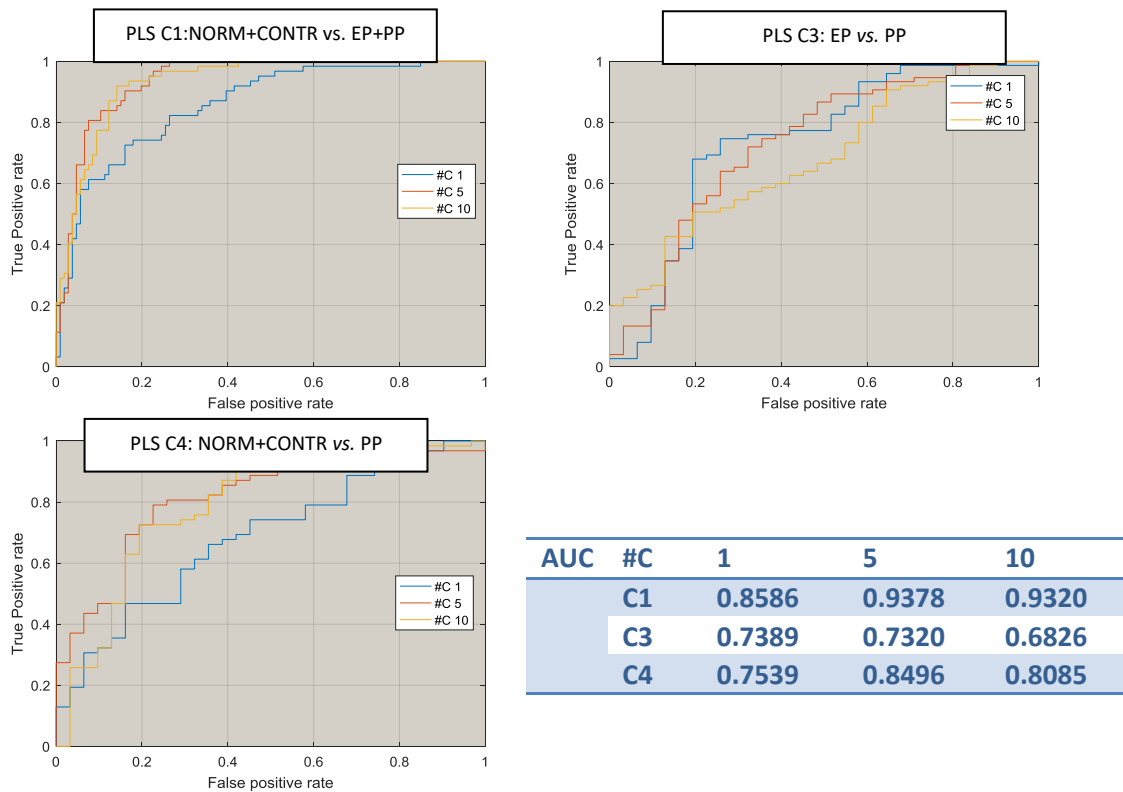 PLS C1:NORM+CONTR vs. EP+PP
1
0.8
0.6
0.4
0.2
0
True Positive rate
#C 1
#C 5
#C 10
0 0.2 0.4 0.6 0.8 1
False positive rate
PLS C3: EP vs. PP
1
0.8
0.6
0.4
0.2
0
True Positive rate
#C 1
#C 5
#C 10
0 0.2 0.4 0.6 0.8 1
False positive rate
PLS C4: NORM+CONTR vs. PP
1
0.8
0.6
0.4
0.2
0
True Positive rate
#C 1
#C 5
#C 10
0 0.2 0.4 0.6 0.8 1
False positive rate
AUC #C 1 5 10
C1 0.8586 0.9378 0.9320
C3 0.7389 0.7320 0.6826
C4 0.7539 0.8496 0.8085